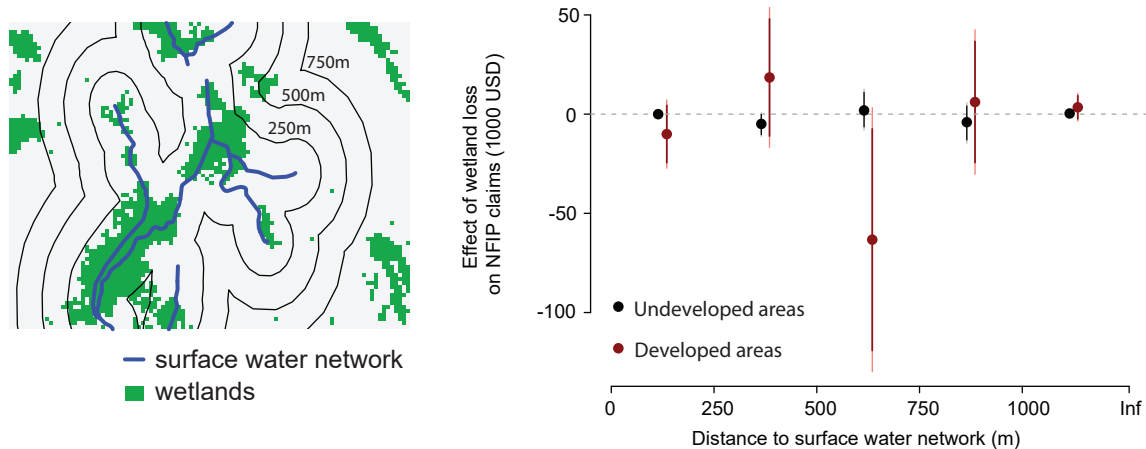 750m
500m
250m
surface water network
wetlands
Effect of wetland loss
on NFIP claims (1000 USD)
50
0
-50
-100
Undeveloped areas
Developed areas
0 250 500 750 1000 Inf
Distance to surface water network (m)